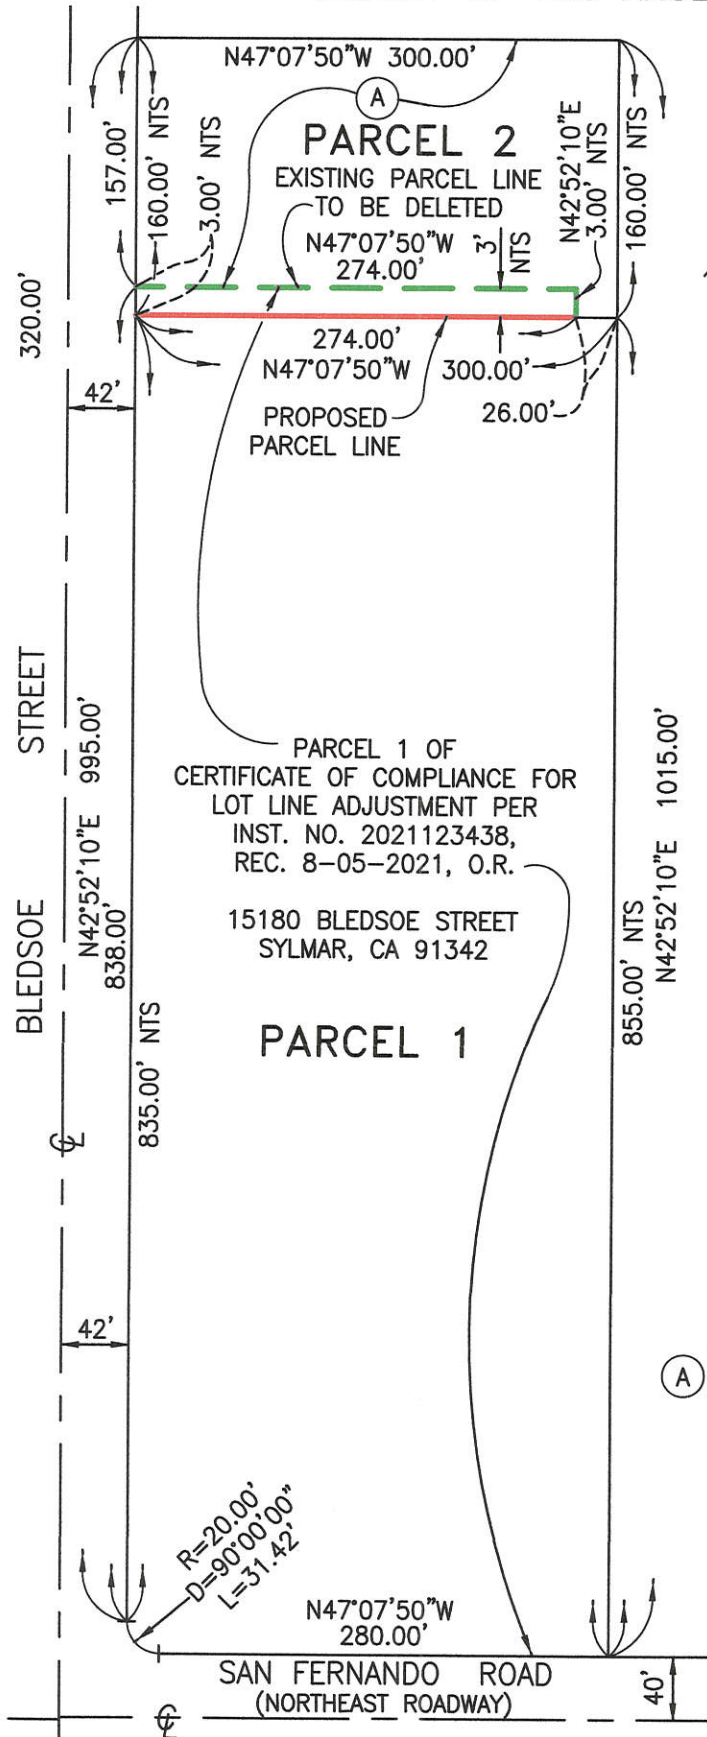 N47°07'50"W 300.00'
A
PARCEL 2
EXISTING PARCEL LINE
TO BE DELETED
N47°07'50"W
274.00'
3'
NTS
N42°52'10"E
3.00' NTS
160.00' NTS
157.00'
160.00' NTS
3.00' NTS
320.00'
42'
274.00'
N47°07'50"W
300.00'
26.00'
PROPOSED
PARCEL LINE
BLEDSOE STREET
N42°52'10"E 995.00'
838.00'
835.00' NTS
PARCEL 1 OF
CERTIFICATE OF COMPLIANCE FOR
LOT LINE ADJUSTMENT PER
INST. NO. 2021123438,
REC. 8-05-2021, O.R.
15180 BLEDSOE STREET
SYLMAR, CA 91342
PARCEL 1
855.00' NTS
N42°52'10"E 1015.00'
℄
42'
A
R=20.00'
D=90°00'00"
L=31.42'
N47°07'50"W
280.00'
SAN FERNANDO ROAD
(NORTHEAST ROADWAY)
40'
℄